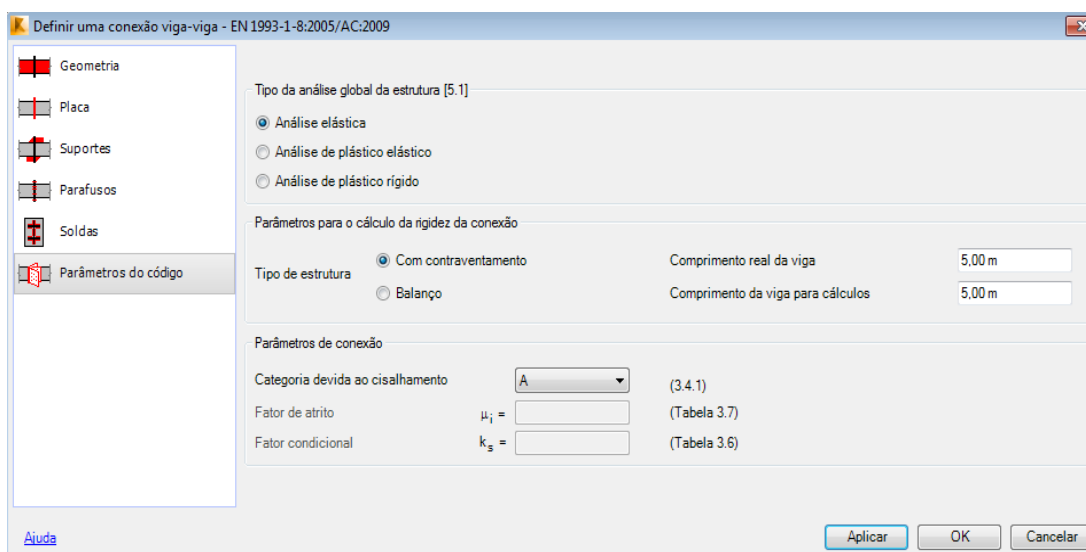 Definir uma conexão viga-viga - EN 1993-1-8:2005/AC:2009
Geometria
Placa
Suportes
Parafusos
Soldas
Parâmetros do código
Tipo da análise global da estrutura [5.1]
Análise elástica
Análise de plástico elástico
Análise de plástico rígido
Parâmetros para o cálculo da rigidez da conexão
Tipo de estrutura
Com contraventamento
Balanço
Comprimento real da viga 5,00 m
Comprimento da viga para cálculos 5,00 m
Parâmetros de conexão
Categoria devida ao cisalhamento A (3.4.1)
Fator de atrito μi = (Tabela 3.7)
Fator condicional ks = (Tabela 3.6)
Ajuda
Aplicar OK Cancelar